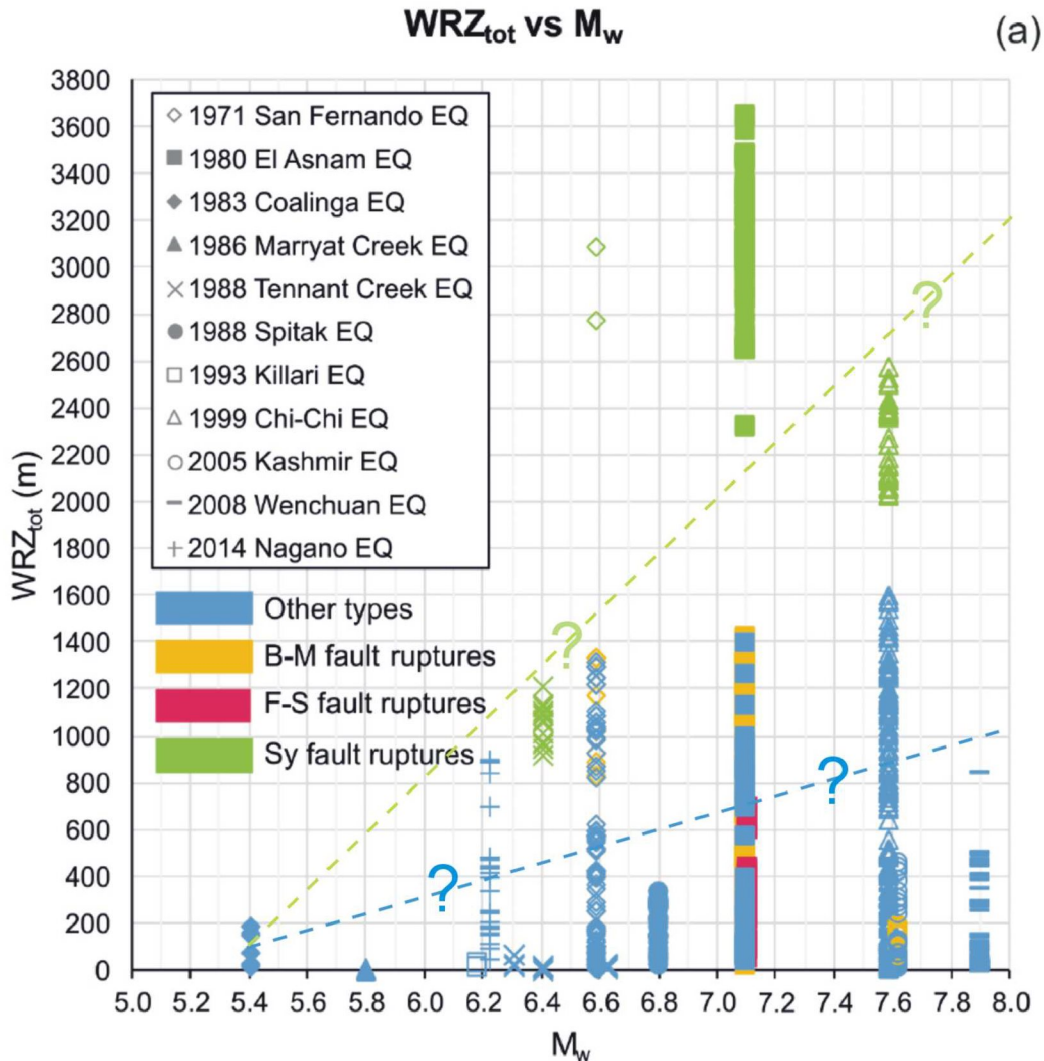 WRZtot vs Mw
(a)
3800
3600
3400
3200
3000
2800
2600
2400
2200
2000
1800
1600
1400
1200
1000
800
600
400
200
0
WRZtot (m)
◇ 1971 San Fernando EQ
■ 1980 El Asnam EQ
◆ 1983 Coalinga EQ
▲ 1986 Marryat Creek EQ
× 1988 Tennant Creek EQ
● 1988 Spitak EQ
□ 1993 Killari EQ
△ 1999 Chi-Chi EQ
○ 2005 Kashmir EQ
– 2008 Wenchuan EQ
+ 2014 Nagano EQ
Other types
B-M fault ruptures
F-S fault ruptures
Sy fault ruptures
?
?
?
?
5.0 5.4 5.8 6.0 6.2 6.4 6.6 6.8 7.0 7.2 7.4 7.6 7.8 8.0
Mw